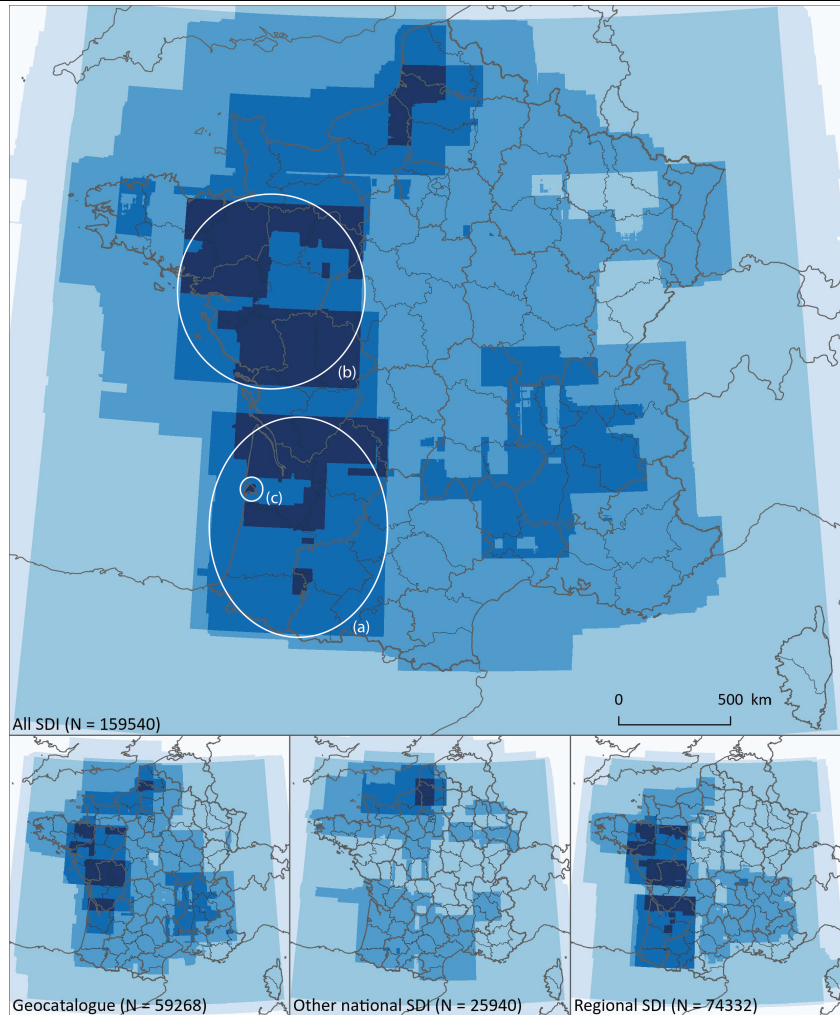 (b)
(c)
(a)
0 500 km
All SDI (N = 159540)
Geocatalogue (N = 59268)
Other national SDI (N = 25940)
Regional SDI (N = 74332)